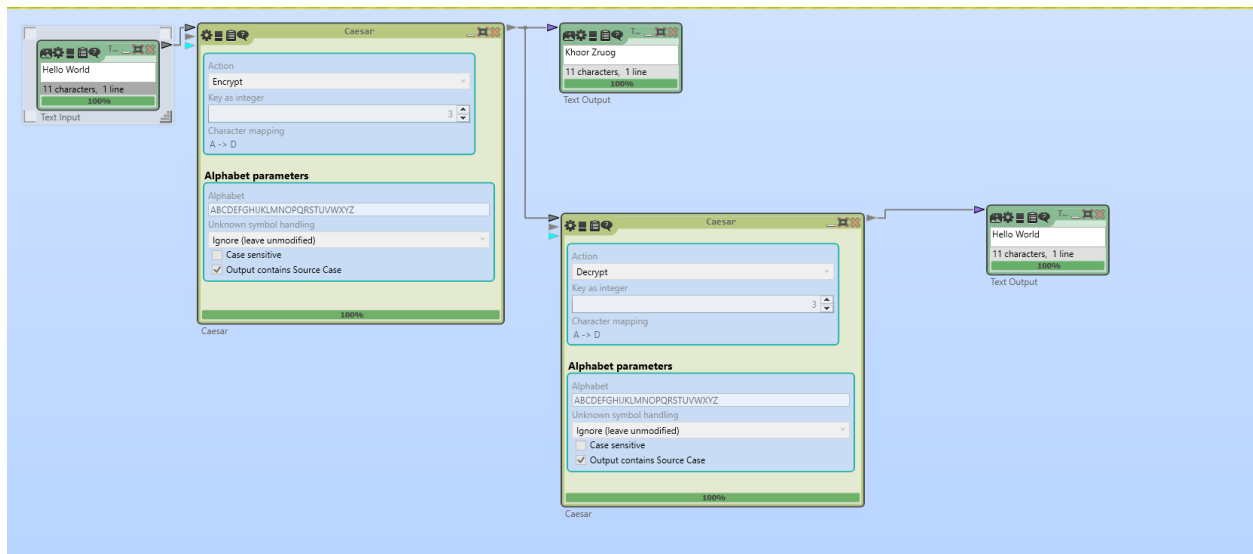 T...
Hello World
11 characters, 1 line
100%
Text Input
Caesar
Action
Encrypt
Key as integer
3
Character mapping
A -> D
Alphabet parameters
Alphabet
ABCDEFGHIJKLMNOPQRSTUVWXYZ
Unknown symbol handling
Ignore (leave unmodified)
Case sensitive
Output contains Source Case
100%
Caesar
T...
Khoor Zruog
11 characters, 1 line
100%
Text Output
Caesar
Action
Decrypt
Key as integer
3
Character mapping
A -> D
Alphabet parameters
Alphabet
ABCDEFGHIJKLMNOPQRSTUVWXYZ
Unknown symbol handling
Ignore (leave unmodified)
Case sensitive
Output contains Source Case
100%
Caesar
T...
Hello World
11 characters, 1 line
100%
Text Output